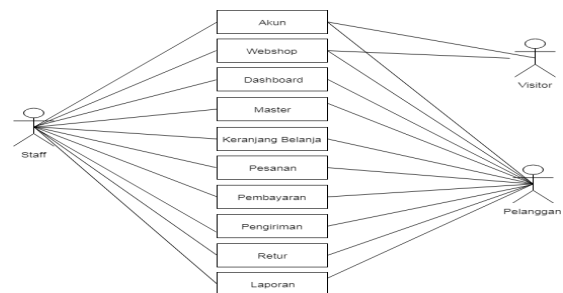 Akun
Webshop
Dashboard
Master
Keranjang Belanja
Pesanan
Pembayaran
Pengiriman
Retur
Laporan
Staff
Visitor
Pelanggan